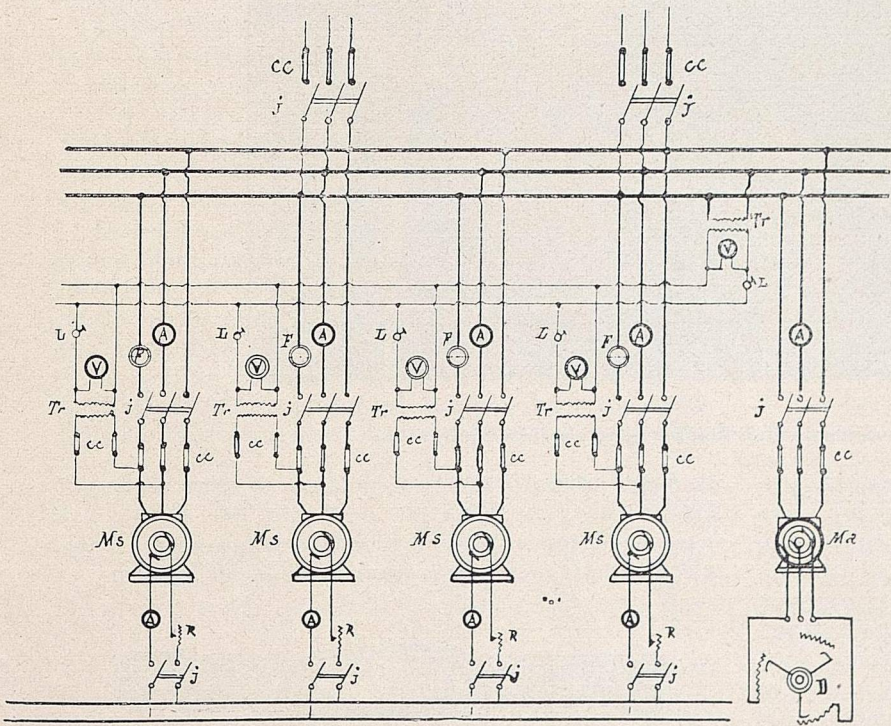 CC CC
j j
Tr
V
L
L A L F A L F A L F A A
F
V V V V
Tr j Tr j Tr j Tr j j
cc cc cc cc cc cc cc cc cc
Ms Ms Ms Ms Ma
A R A R A R A R
j j j j
D